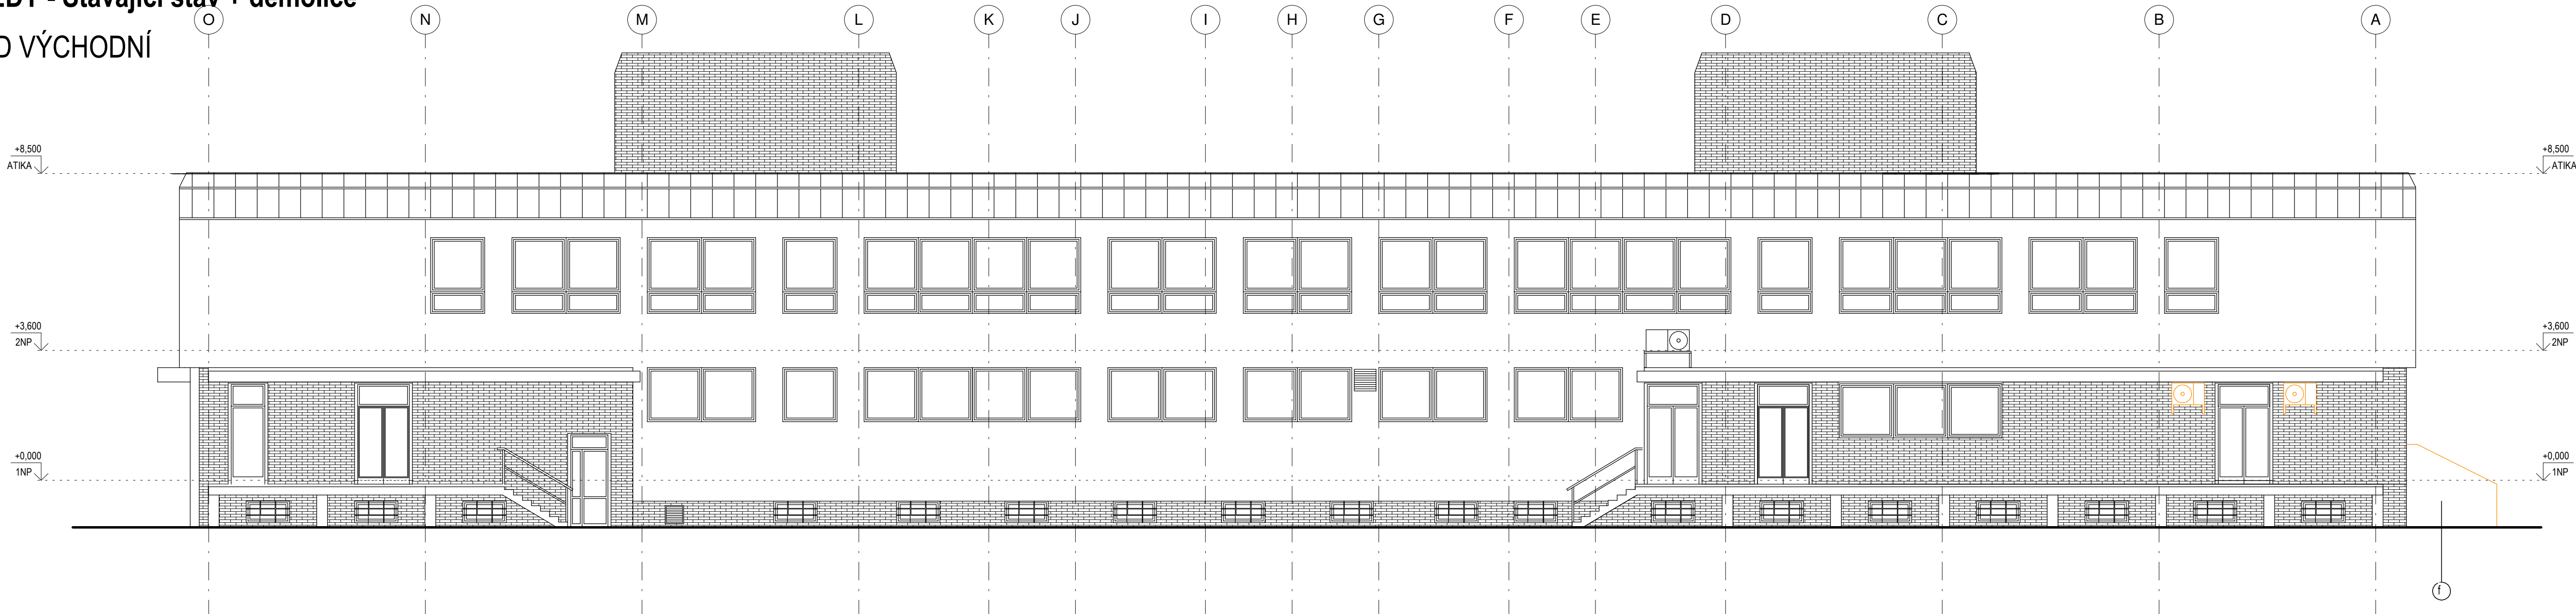 - Stávající stav + demolice
VÝCHODNÍ
O N M L K J I H G F E D C B A
+8,500
ATIKA
+8,500
ATIKA
+3,600
2NP
+3,600
2NP
+0,000
1NP
+0,000
1NP
f